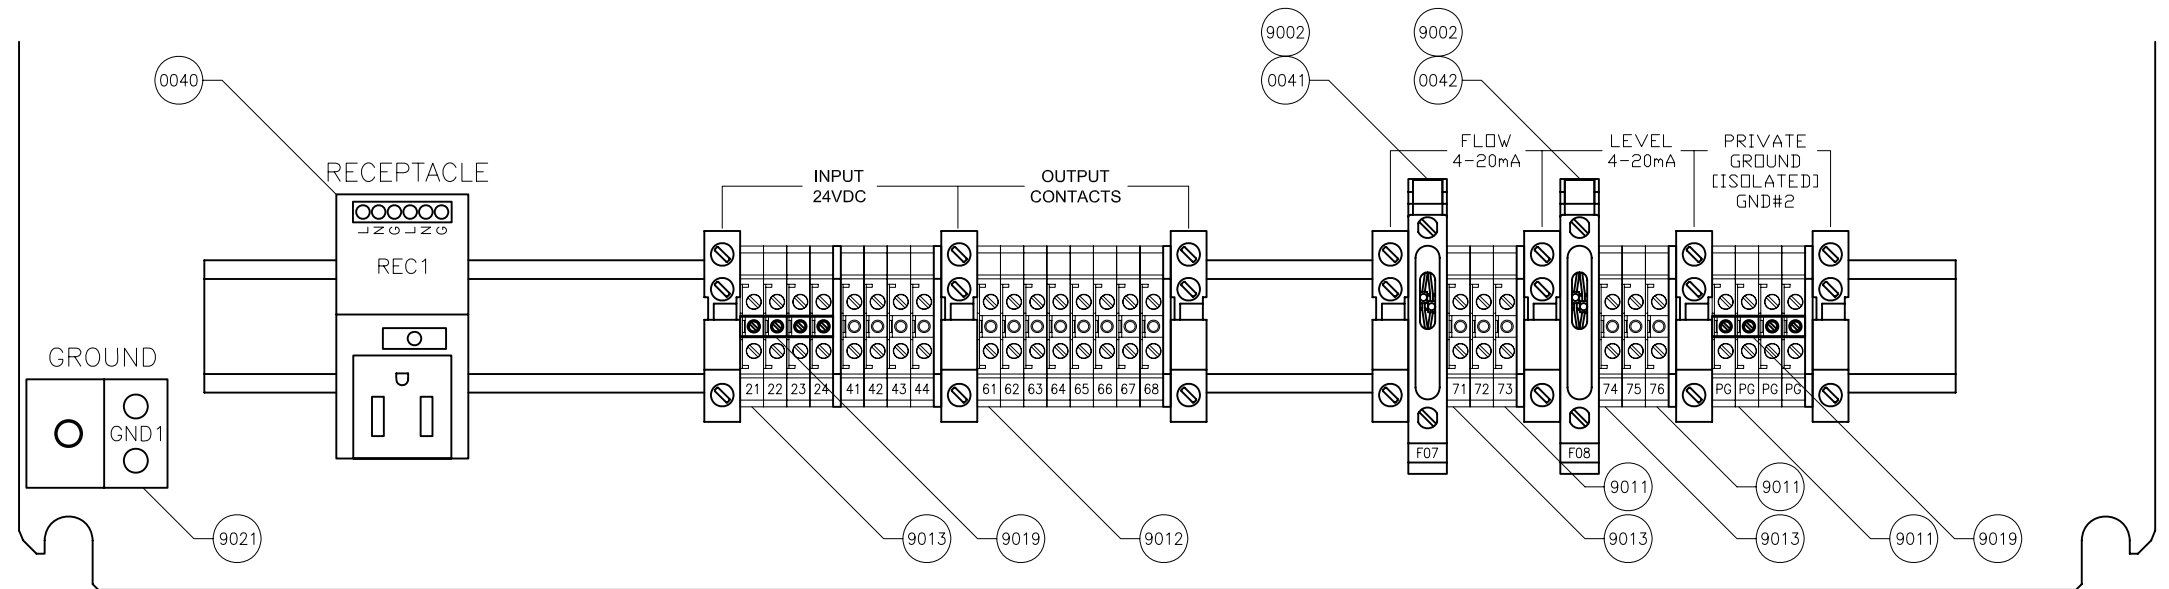 9002
9002
0040
0041
0042
FLOW
4-20mA
LEVEL
4-20mA
PRIVATE
GROUND
[ISOLATED]
GND#2
RECEPTACLE
INPUT
24VDC
OUTPUT
CONTACTS
L N G L N G
REC1
GROUND
GND1
21 22 23 24 41 42 43 44 61 62 63 64 65 66 67 68
71 72 73 74 75 76 PG PG PG PG
F07
F08
9011
9011
9021
9013
9019
9012
9013
9013
9011
9019